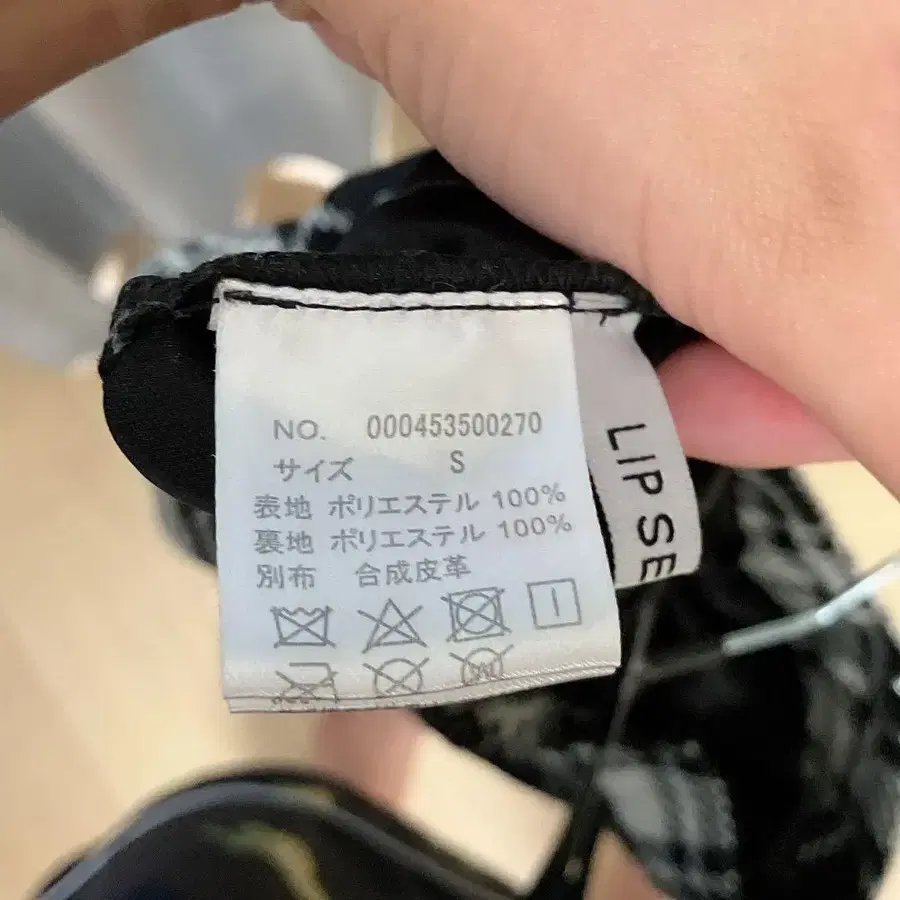 NO. 000453500270
サイズ S
表地 ポリエステル 100%
裏地 ポリエステル 100%
別布 合成皮革
LIP SE